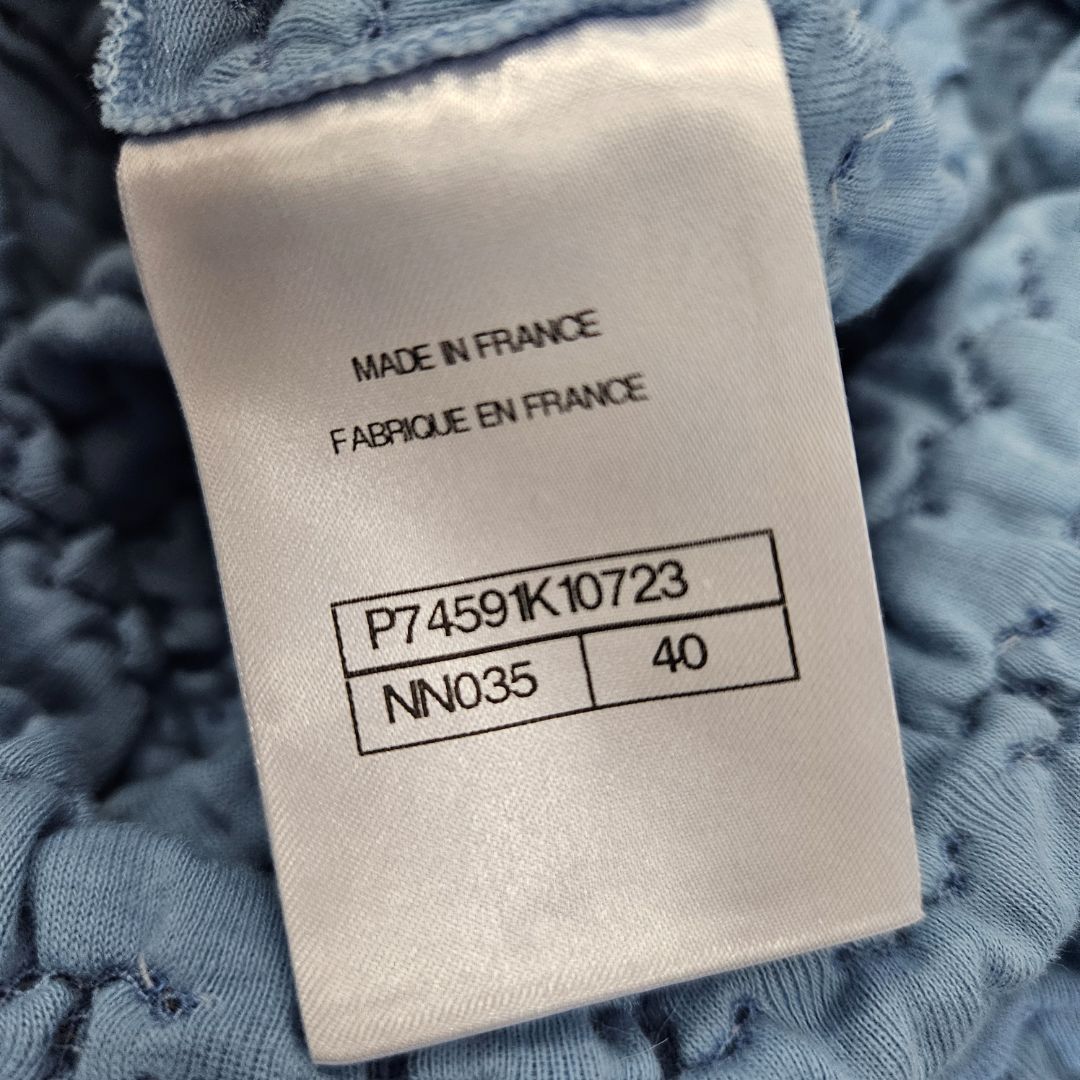 MADE IN FRANCE
FABRIQUE EN FRANCE
P74591K10723
NN035 40